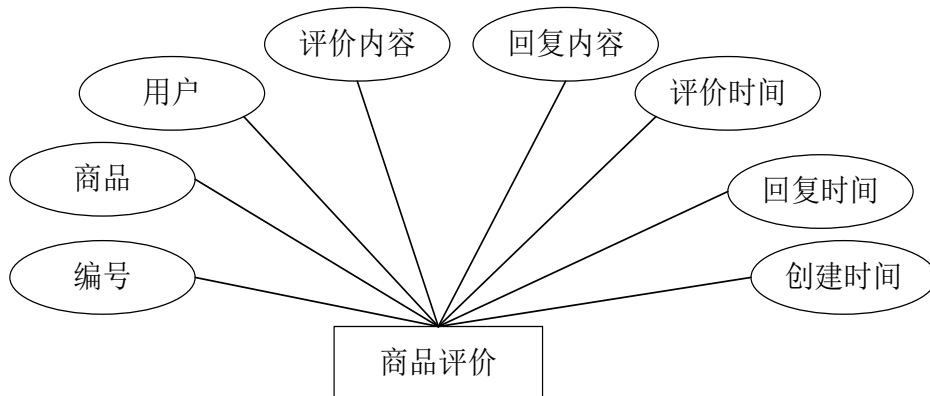 评价内容
回复内容
用户
评价时间
商品
回复时间
编号
创建时间
商品评价